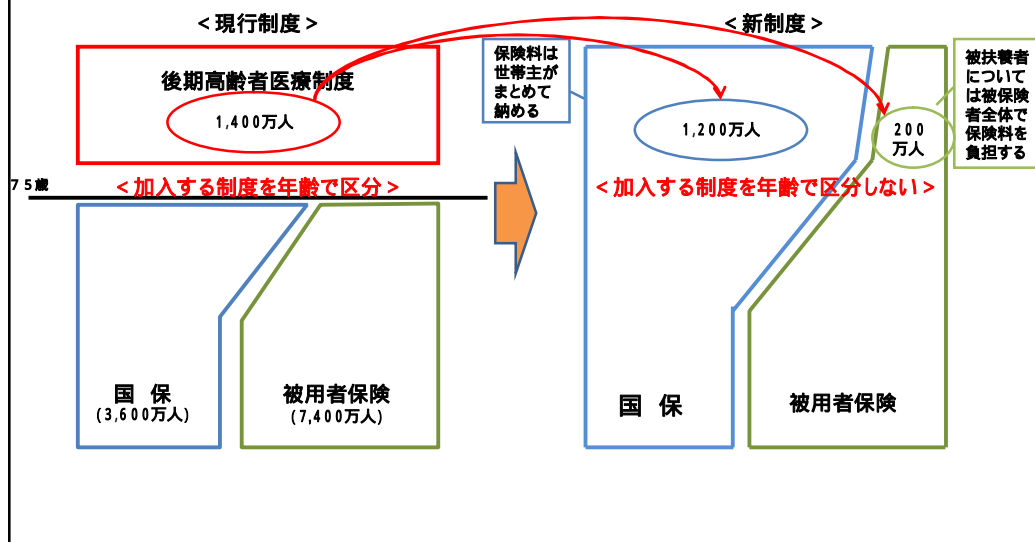 ＜現行制度＞
後期高齢者医療制度
1,400万人
75歳
＜加入する制度を年齢で区分＞
国 保
(3,600万人)
被用者保険
(7,400万人)
＜新制度＞
保険料は
世帯主が
まとめて
納める
1,200万人
200
万人
被扶養者
について
は被保険
者全体で
保険料を
負担する
＜加入する制度を年齢で区分しない＞
国 保
被用者保険